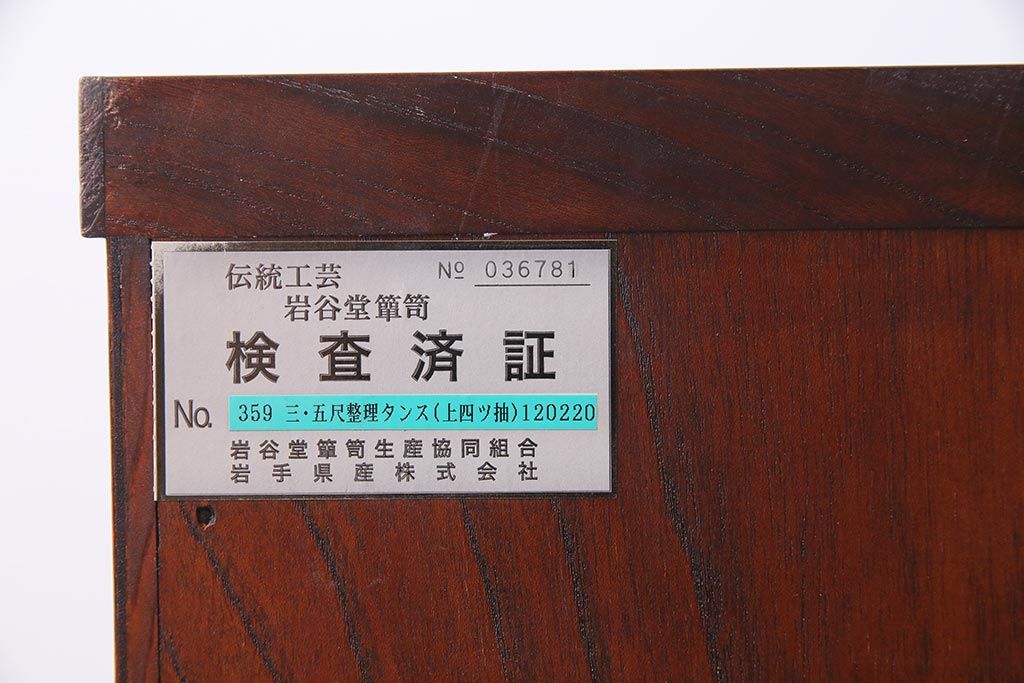 伝統工芸 № 036781
岩谷堂簞笥
検査済証
No. 359 三・五尺整理タンス(上四ツ抽)120220
岩谷堂簞笥生産協同組合
岩手県産株式会社